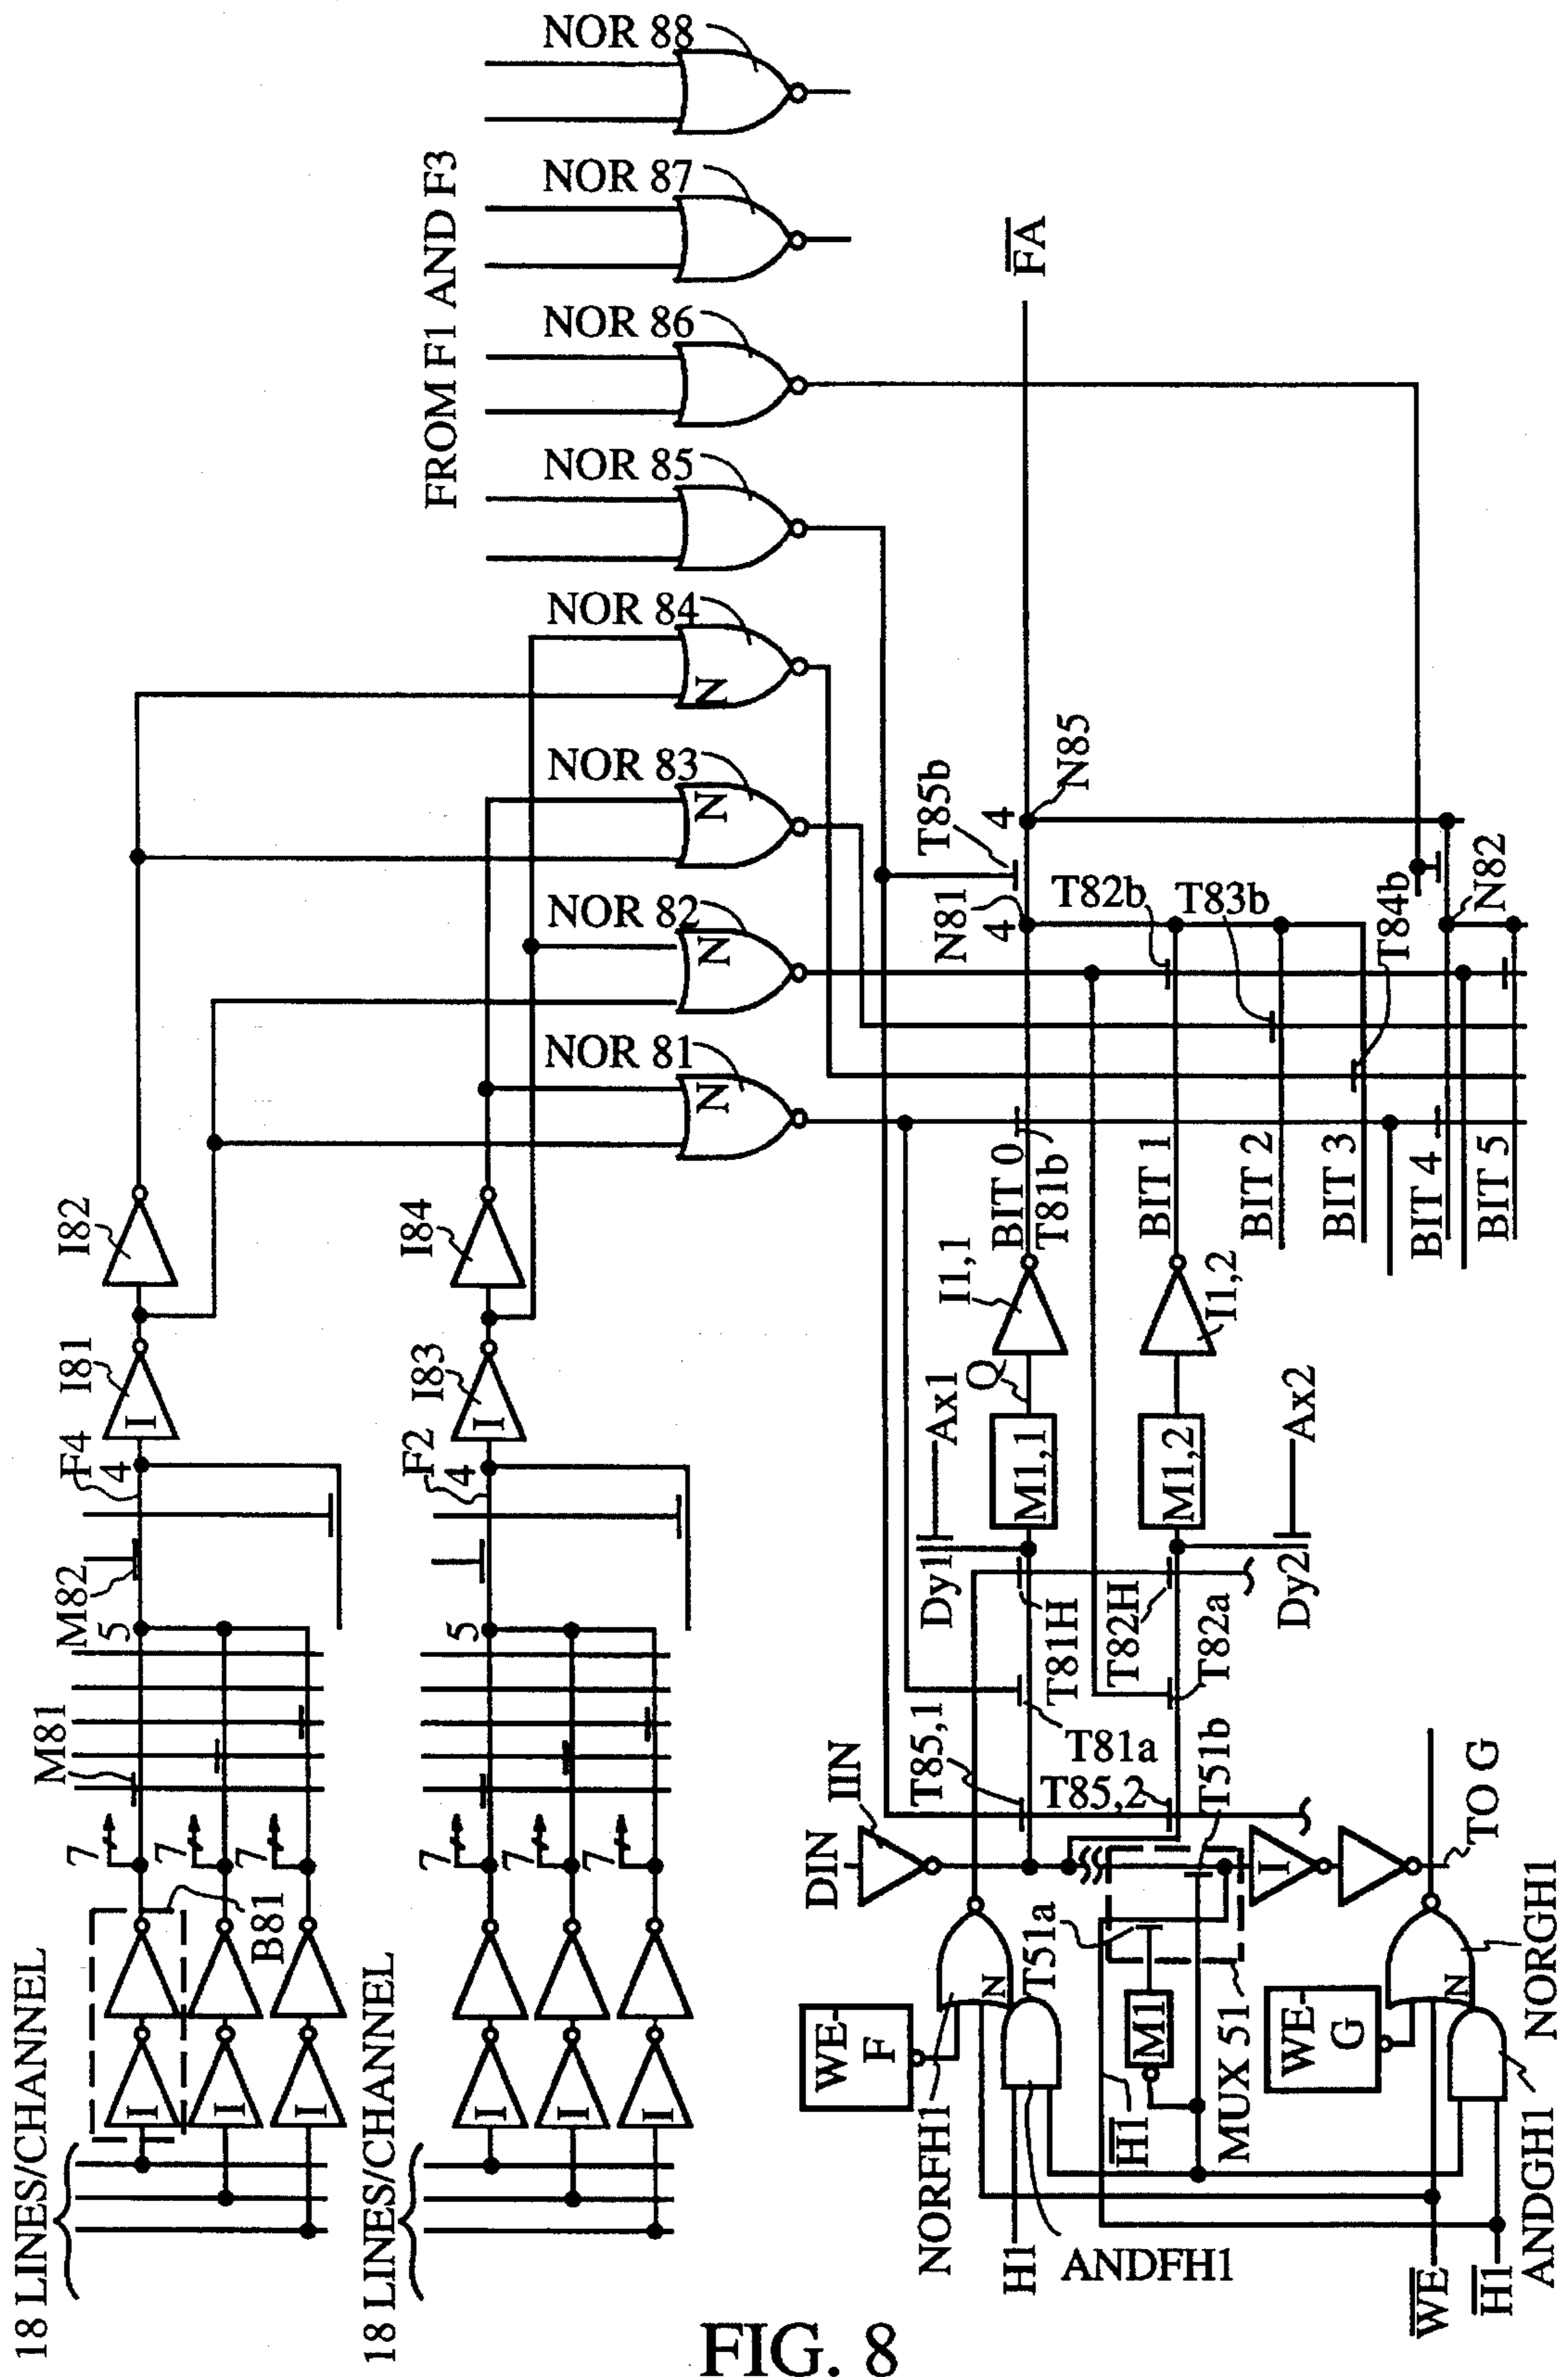 NOR 88
NOR 87
FROM F1 AND F3
NOR 86
NOR 85
NOR 84
N
NOR 83
N
NOR 82
N
NOR 81
N
18 LINES/CHANNEL
I
I
I
B81
7
7
7
M81
5
M82
4
F4
I
I81
I82
18 LINES/CHANNEL
I
I
I
7
7
7
5
4
F2
I
I83
I84
F̅A̅
N85
4
T85b
N81
4
T82b
T83b
T84b
N82
BIT 0
T81b
BIT 1
BIT 2
BIT 3
BIT 4
BIT 5
I1,1
I1,2
Q
Ax1
Ax2
M1,1
M1,2
Dy1
Dy2
T81H
T82H
T82a
T81a
T85,1
T85,2
T51b
IIN
DIN
I
TO G
T51a
N
NORFH1
WE-
F
M1
H̅1̅
MUX 51
WE-
G
N
NORGH1
H1
ANDFH1
W̅E̅
H̅1̅
ANDGH1
FIG. 8